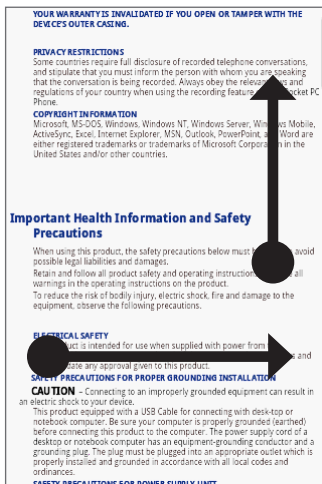 YOUR WARRANTY IS INVALIDATED IF YOU OPEN OR TAMPER WITH THE
DEVICE'S OUTER CASING.
PRIVACY RESTRICTIONS
Some countries require full disclosure of recorded telephone conversations,
and stipulate that you must inform the person with whom you are speaking
that the conversation is being recorded. Always obey the relevant and
regulations of your country when using the recording feature PC
Phone.
COPYRIGHT INFORMATION
Microsoft, MS-DOS, Windows, Windows NT, Windows Server, Mobile,
ActiveSync, Excel, Internet Explorer, MSN, Outlook, PowerPoint, Word are
either registered trademarks or trademarks of Microsoft in the
United States and/or other countries.
Important Health Information and Safety
Precautions
When using this product, the safety precautions below must avoid
possible legal liabilities and damages.
Retain and follow all product safety and operating all
warnings in the operating instructions on the product.
To reduce the risk of bodily injury, electric shock, fire and damage to the
equipment, observe the following precautions.
ELECTRICAL SAFETY
is intended for use when supplied with power from
and
any approval given to this product.
SAFETY PRECAUTIONS FOR PROPER GROUNDING INSTALLATION
CAUTION - Connecting to an improperly grounded equipment can result in
an electric shock to your device.
This product equipped with a USB Cable for connecting with desk-top or
notebook computer. Be sure your computer is properly grounded (earthed)
before connecting this product to the computer. The power supply cord of a
desktop or notebook computer has an equipment-grounding conductor and a
grounding plug. The plug must be plugged into an appropriate outlet which is
properly installed and grounded in accordance with all local codes and
ordinances.
SAFETY PRECAUTIONS FOR POWER SUPPLY UNIT